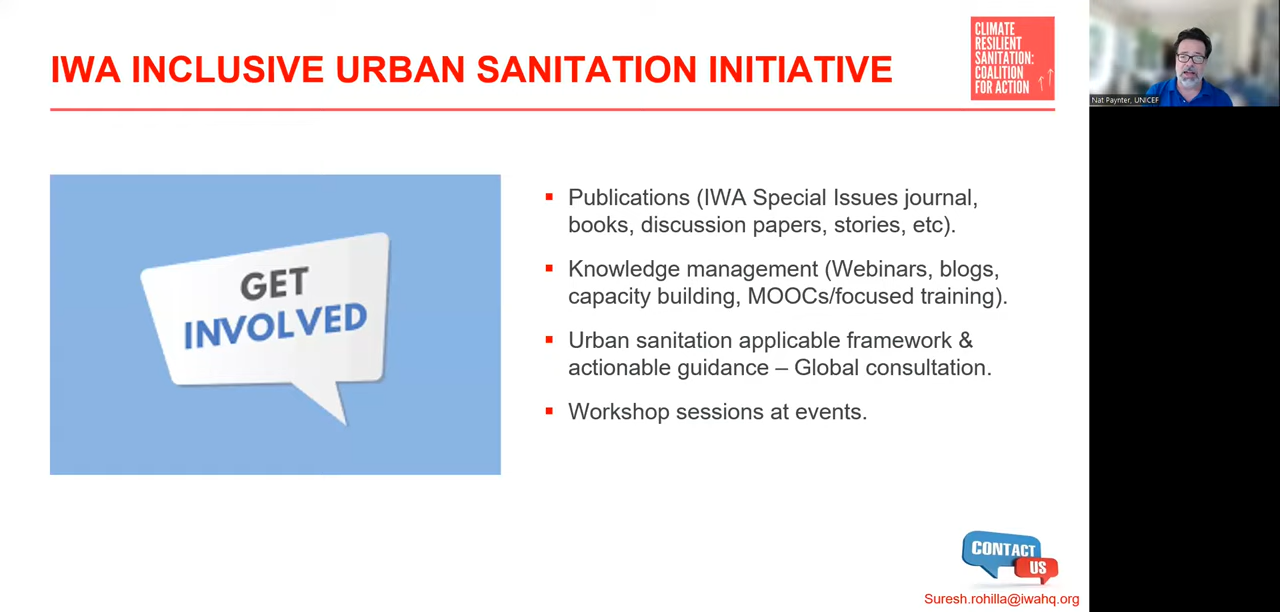 IWA INCLUSIVE URBAN SANITATION INITIATIVE
CLIMATE
RESILIENT
SANITATION:
COALITION
FOR ACTION
Nat Paynter, UNICEF
GET
INVOLVED
▪ Publications (IWA Special Issues journal,
books, discussion papers, stories, etc).
▪ Knowledge management (Webinars, blogs,
capacity building, MOOCs/focused training).
▪ Urban sanitation applicable framework &
actionable guidance – Global consultation.
▪ Workshop sessions at events.
CONTACT
US
Suresh.rohilla@iwahq.org